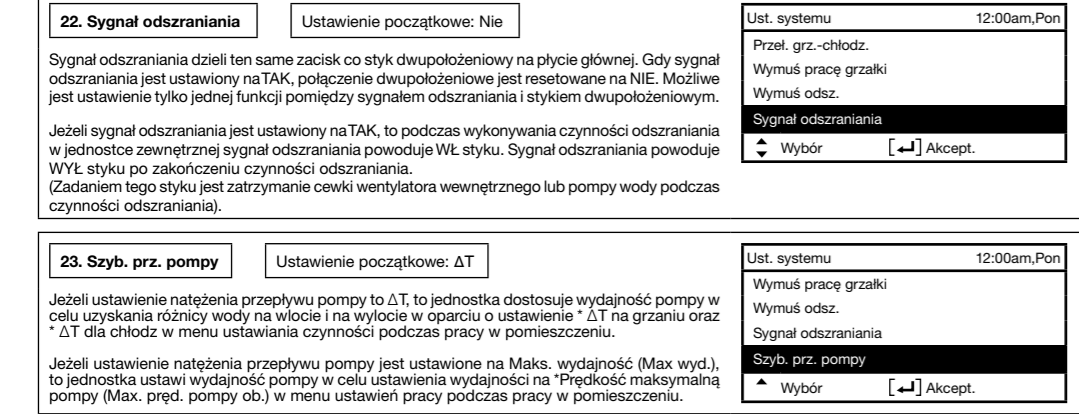 22. Sygnał odszraniania
Ustawienie początkowe: Nie
Sygnał odszraniania dzieli ten same zacisk co styk dwupołożeniowy na płycie głównej. Gdy sygnał
odszraniania jest ustawiony naTAK, połączenie dwupołożeniowe jest resetowane na NIE. Możliwe
jest ustawienie tylko jednej funkcji pomiędzy sygnałem odszraniania i stykiem dwupołożeniowym.
Jeżeli sygnał odszraniania jest ustawiony naTAK, to podczas wykonywania czynności odszraniania
w jednostce zewnętrznej sygnał odszraniania powoduje WŁ styku. Sygnał odszraniania powoduje
WYŁ styku po zakończeniu czynności odszraniania.
(Zadaniem tego styku jest zatrzymanie cewki wentylatora wewnętrznego lub pompy wody podczas
czynności odszraniania).
Ust. systemu 12:00am,Pon
Przeł. grz.-chłodz.
Wymuś pracę grzałki
Wymuś odsz.
Sygnał odszraniania
Wybór [↵] Akcept.
23. Szyb. prz. pompy
Ustawienie początkowe: ΔT
Jeżeli ustawienie natężenia przepływu pompy to ΔT, to jednostka dostosuje wydajność pompy w
celu uzyskania różnicy wody na wlocie i na wylocie w oparciu o ustawienie * ΔT na grzaniu oraz
* ΔT dla chłodz w menu ustawiania czynności podczas pracy w pomieszczeniu.
Jeżeli ustawienie natężenia przepływu pompy jest ustawione na Maks. wydajność (Max wyd.),
to jednostka ustawi wydajność pompy w celu ustawienia wydajności na *Prędkość maksymalną
pompy (Max. pręd. pompy ob.) w menu ustawień pracy podczas pracy w pomieszczeniu.
Ust. systemu 12:00am,Pon
Wymuś pracę grzałki
Wymuś odsz.
Sygnał odszraniania
Szyb. prz. pompy
Wybór [↵] Akcept.